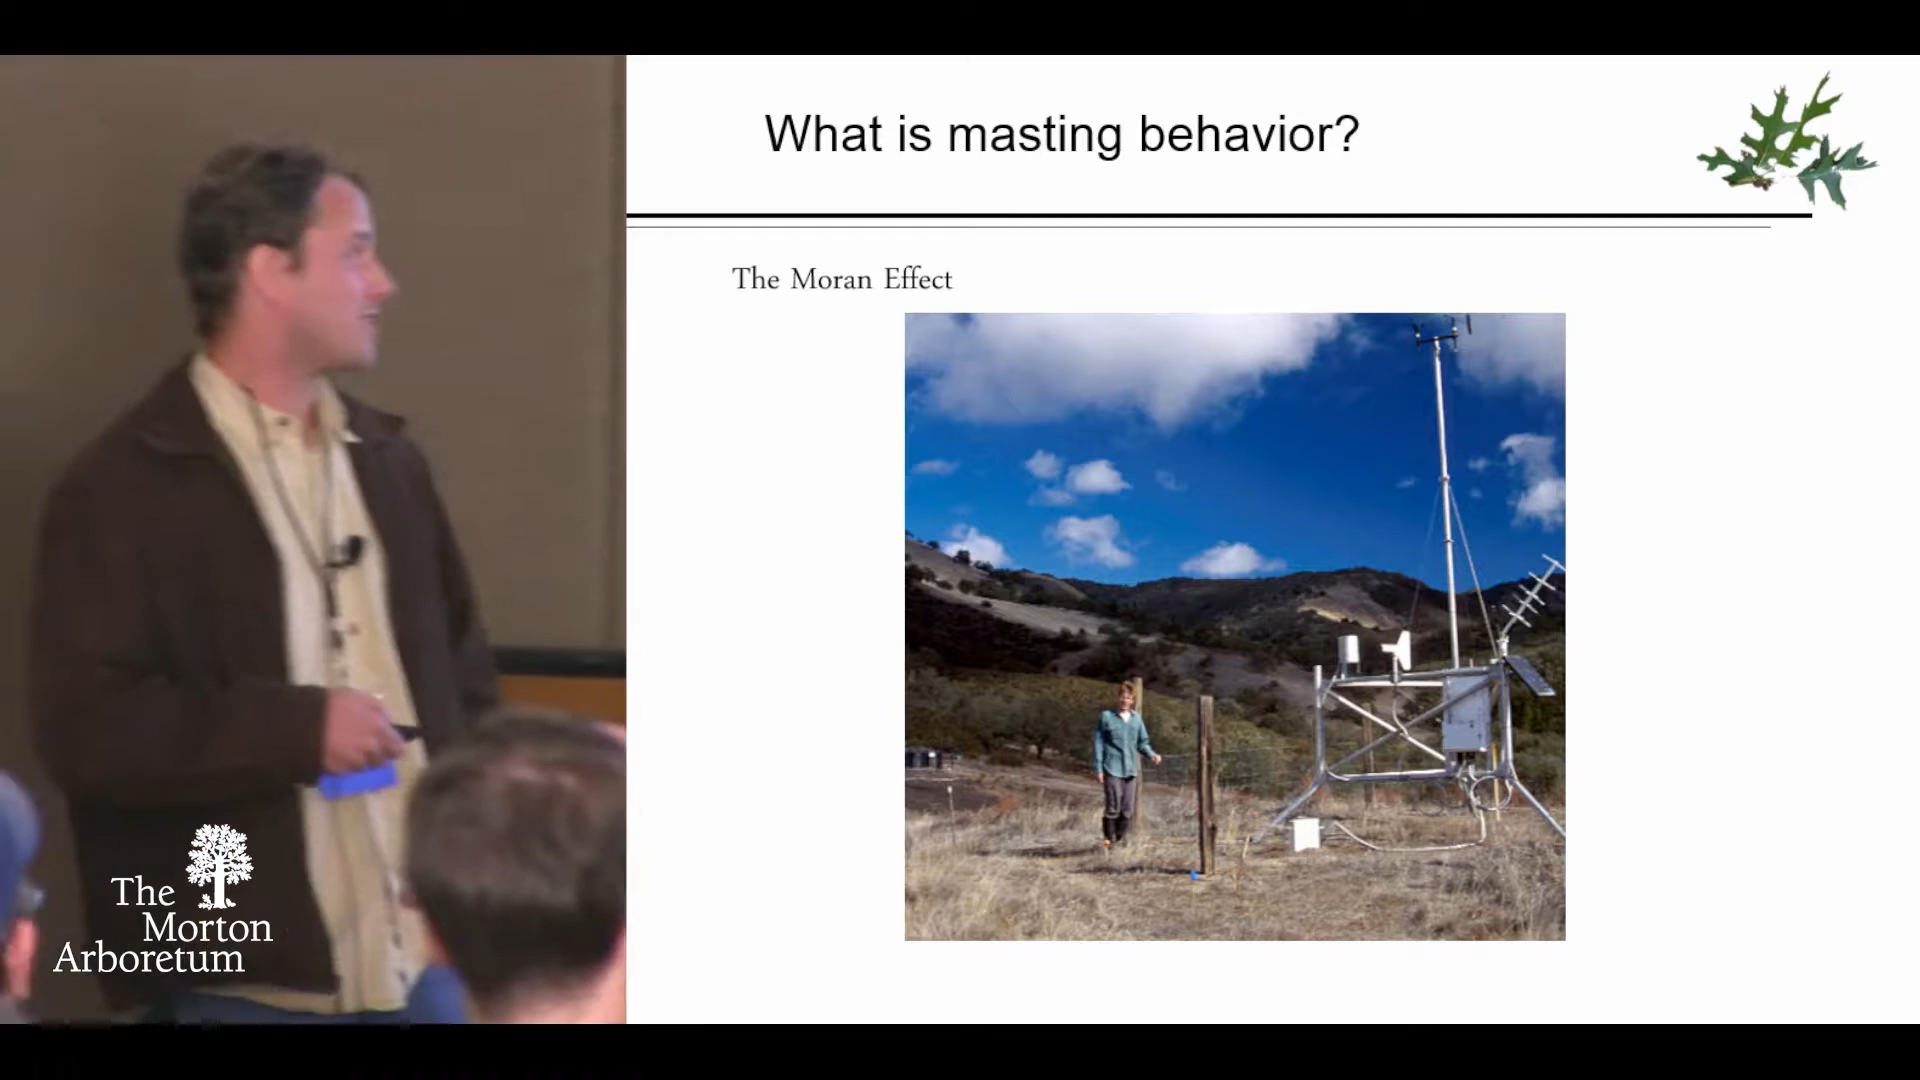 What is masting behavior?
The Moran Effect
The
Morton
Arboretum